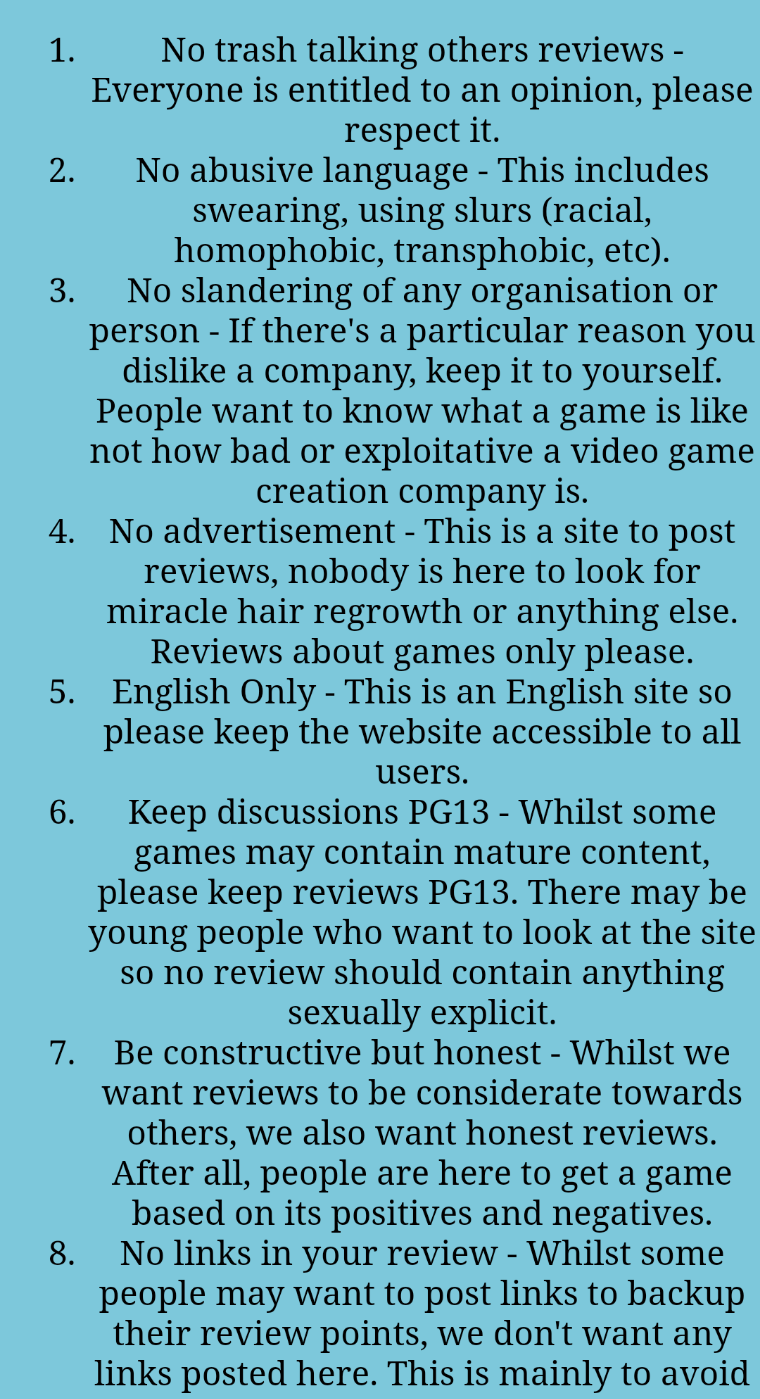 1. No trash talking others reviews -
Everyone is entitled to an opinion, please
respect it.
2. No abusive language - This includes
swearing, using slurs (racial,
homophobic, transphobic, etc).
3. No slandering of any organisation or
person - If there's a particular reason you
dislike a company, keep it to yourself.
People want to know what a game is like
not how bad or exploitative a video game
creation company is.
4. No advertisement - This is a site to post
reviews, nobody is here to look for
miracle hair regrowth or anything else.
Reviews about games only please.
5. English Only - This is an English site so
please keep the website accessible to all
users.
6. Keep discussions PG13 - Whilst some
games may contain mature content,
please keep reviews PG13. There may be
young people who want to look at the site
so no review should contain anything
sexually explicit.
7. Be constructive but honest - Whilst we
want reviews to be considerate towards
others, we also want honest reviews.
After all, people are here to get a game
based on its positives and negatives.
8. No links in your review - Whilst some
people may want to post links to backup
their review points, we don't want any
links posted here. This is mainly to avoid